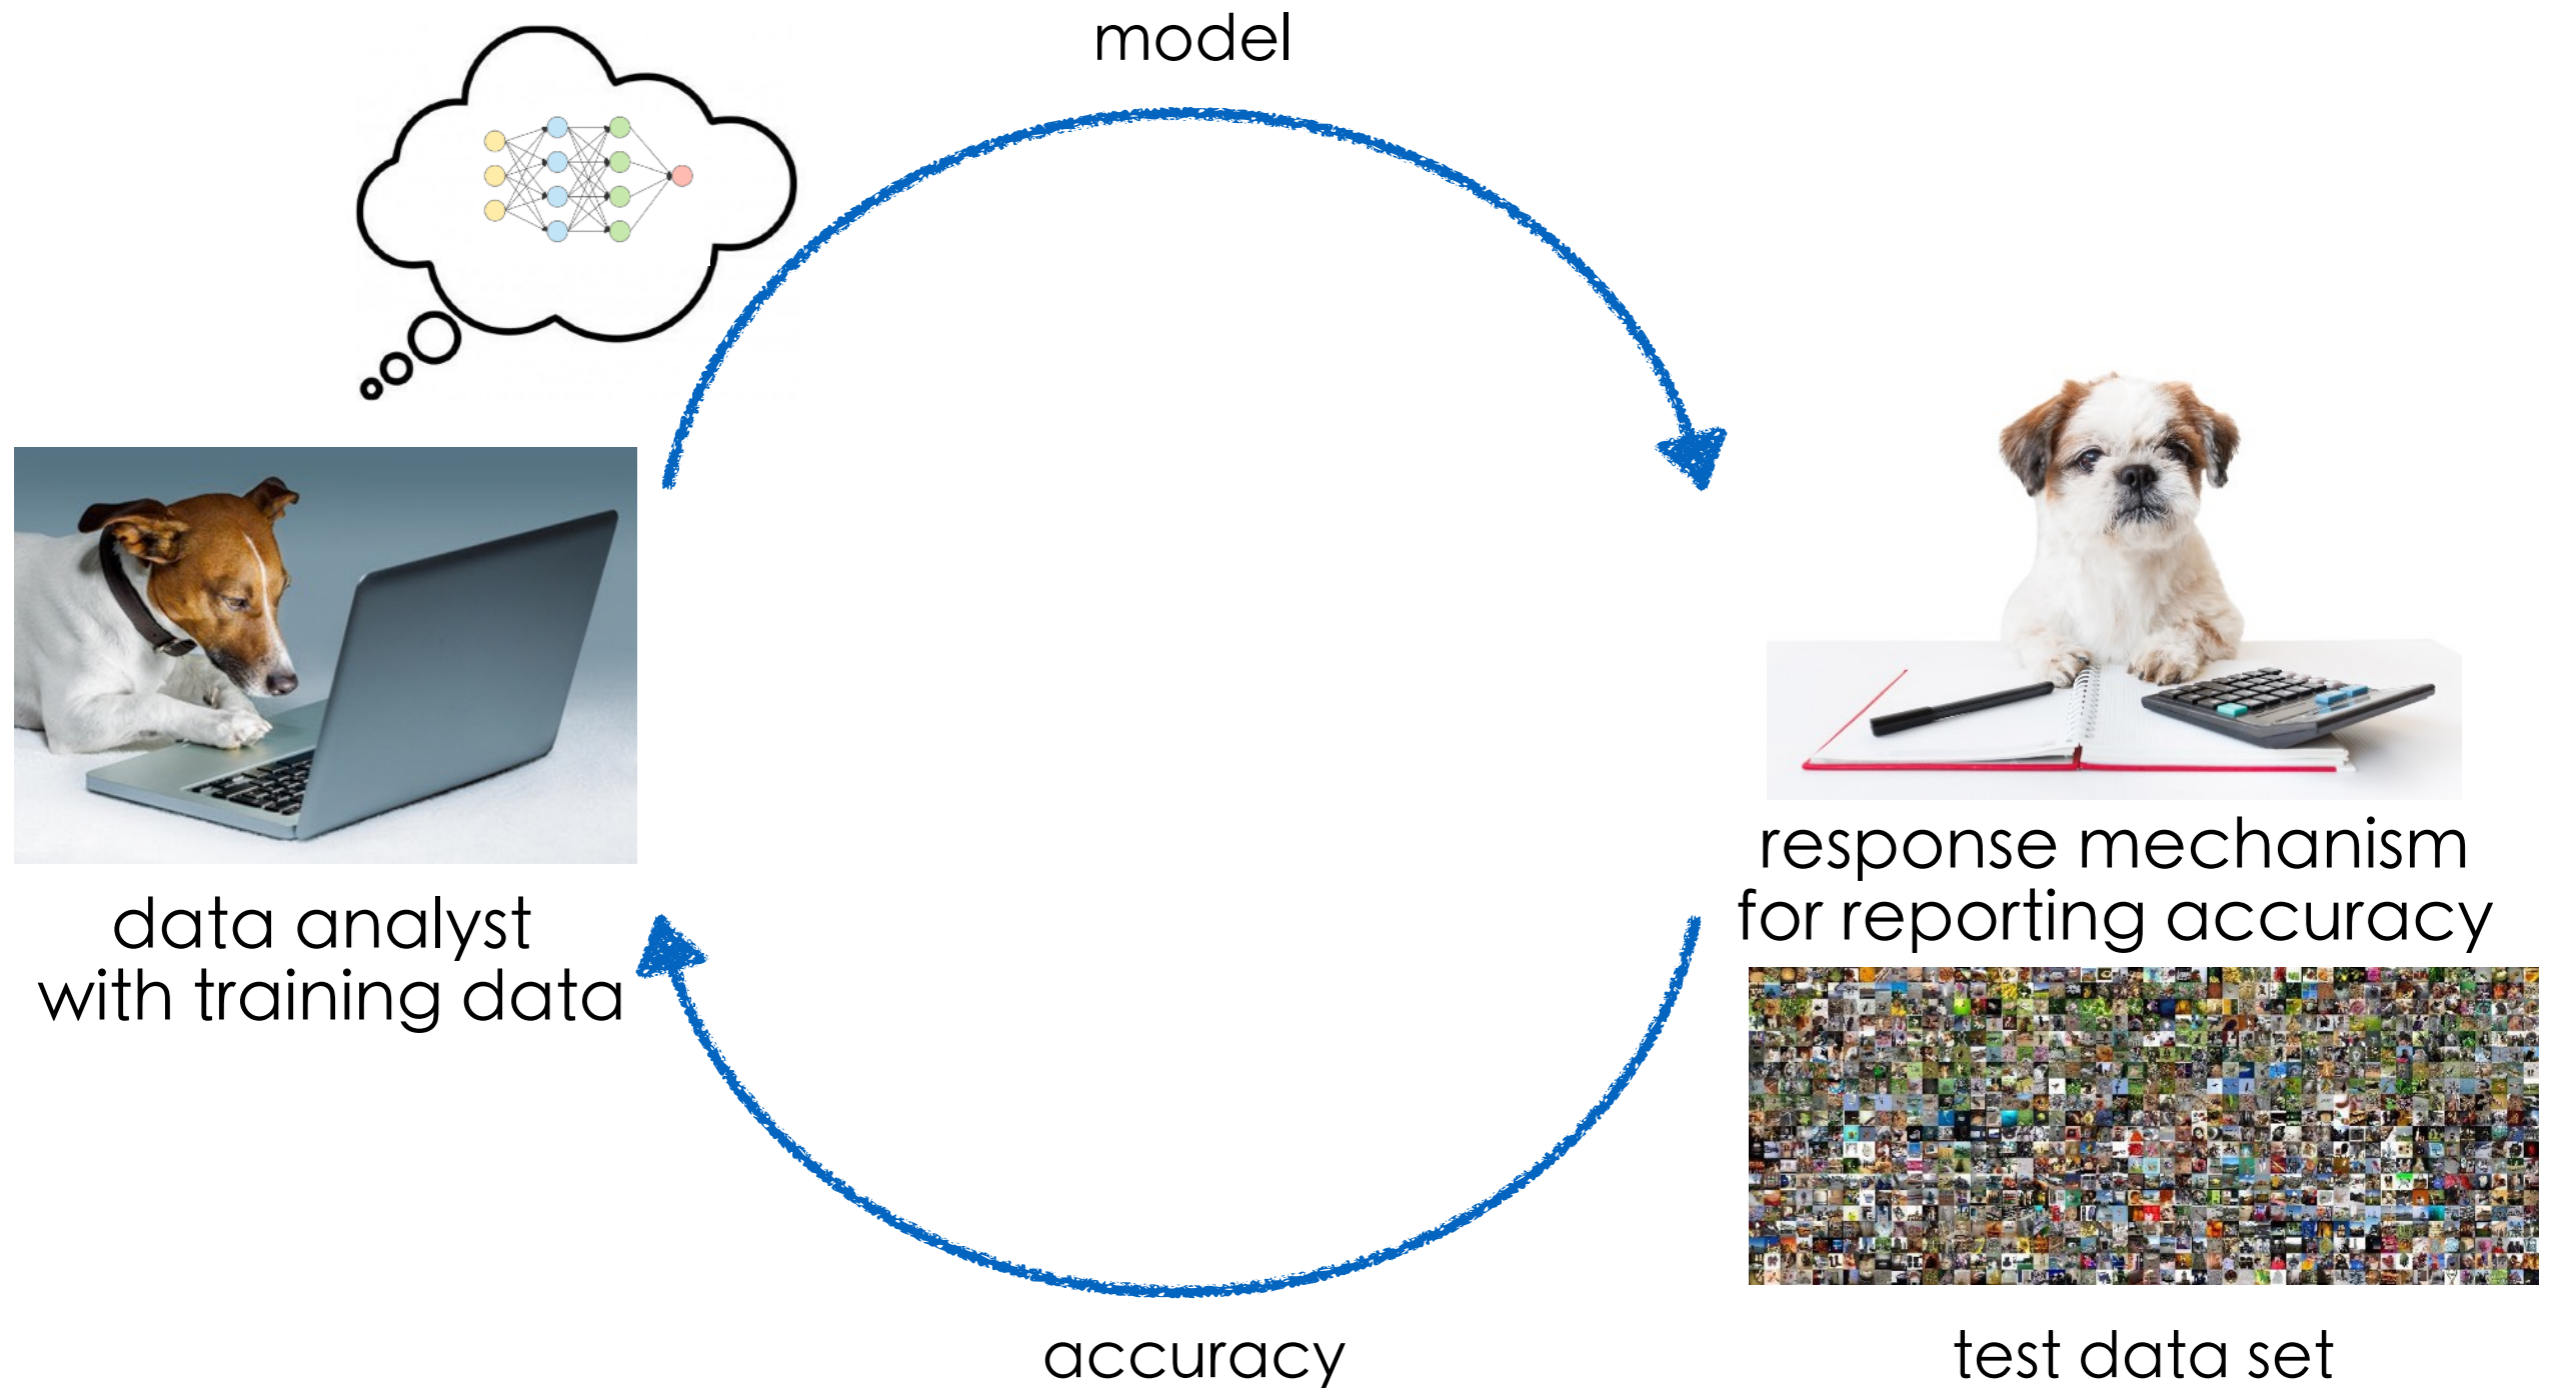 model
data analyst
with training data
response mechanism
for reporting accuracy
accuracy
test data set